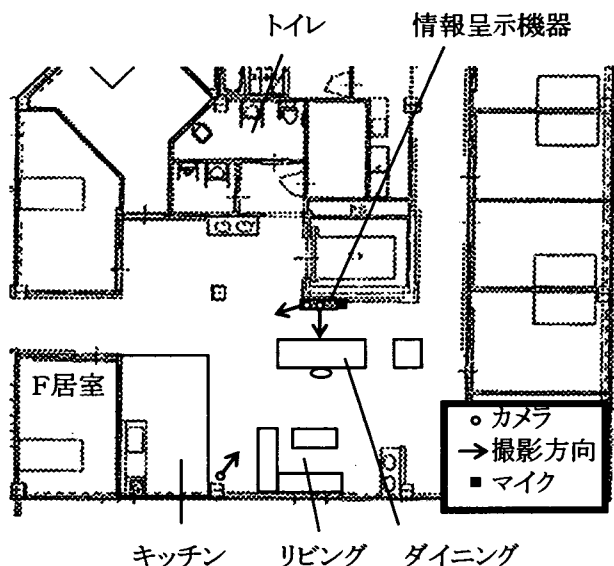 トイレ
情報呈示機器
F居室
○ カメラ
→ 撮影方向
■ マイク
キッチン
リビング
ダイニング